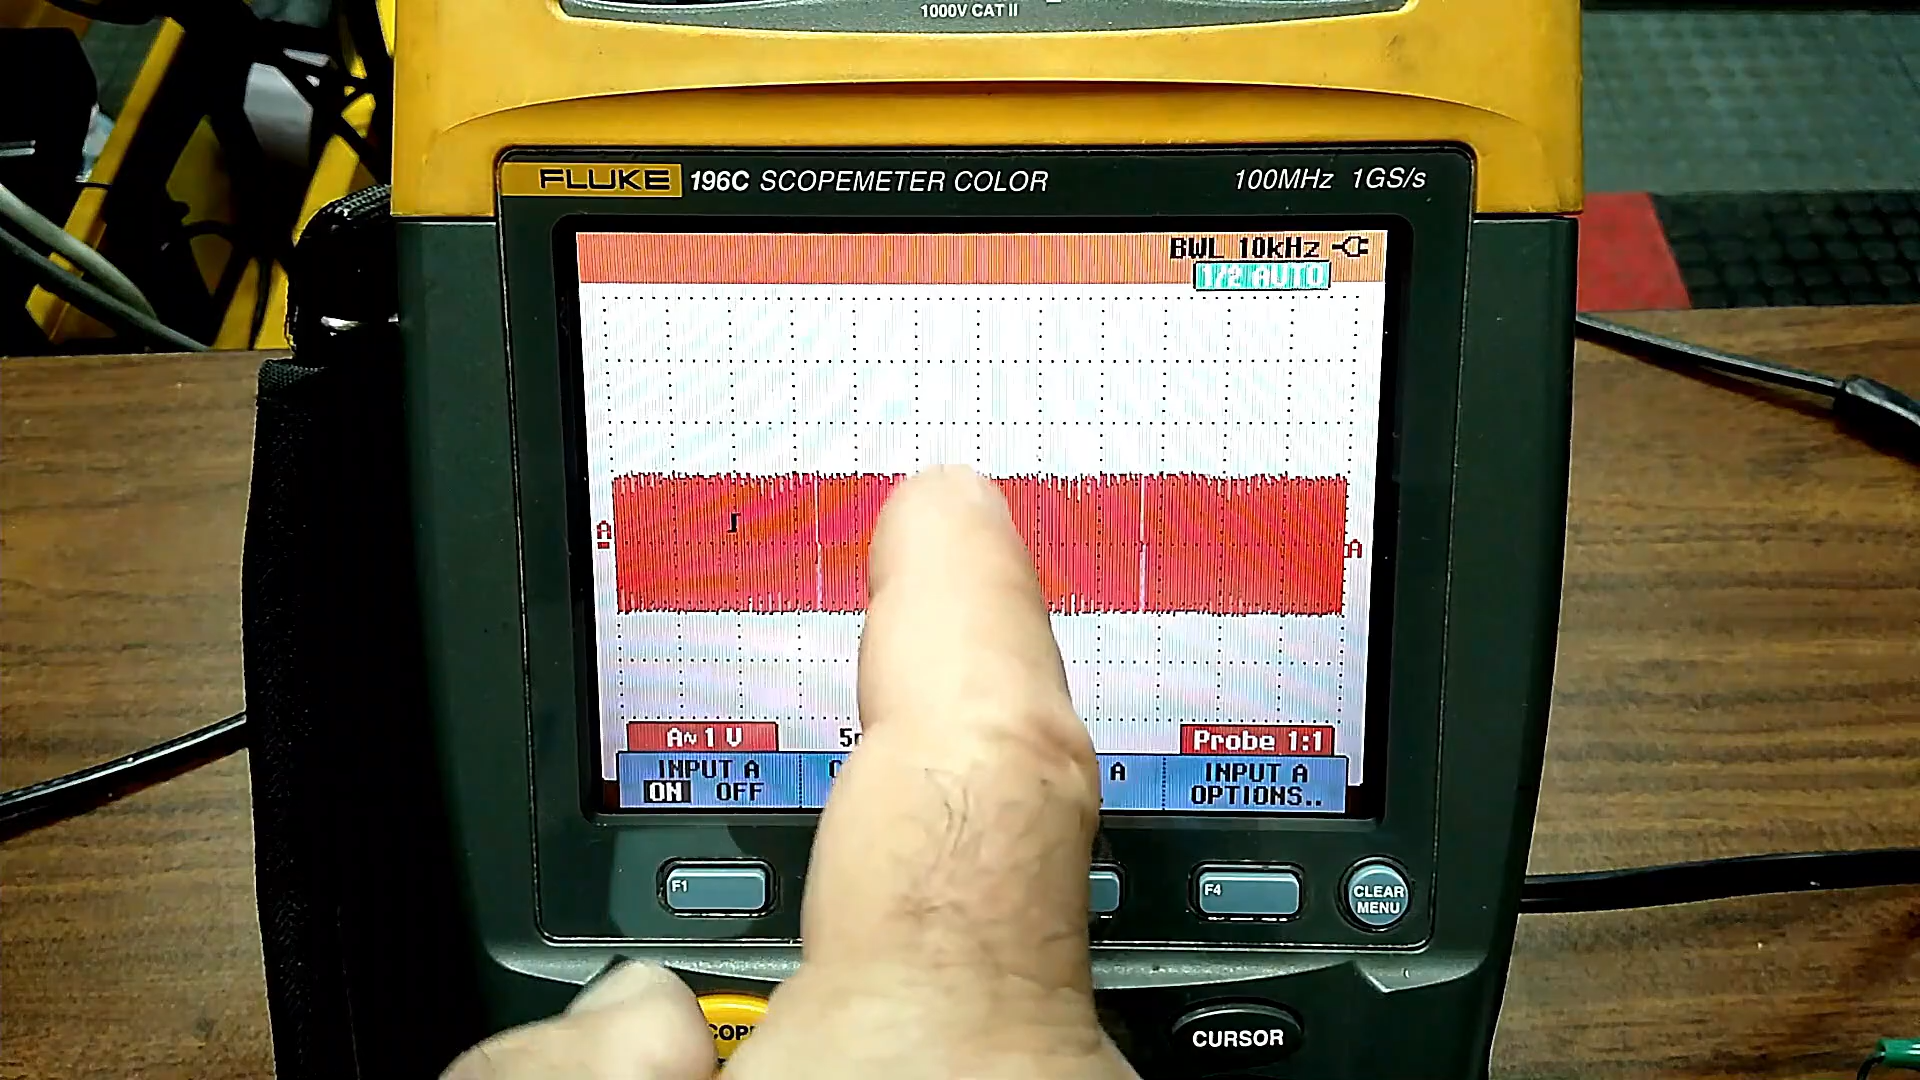 1000V CAT II
FLUKE 196C SCOPEMETER COLOR 100MHz 1GS/s
BWL 10kHz
1/2 AUTO
A
A
A~1 V
Probe 1:1
INPUT A
ON OFF
A
INPUT A
OPTIONS..
F1
F4
CLEAR
MENU
CURSOR